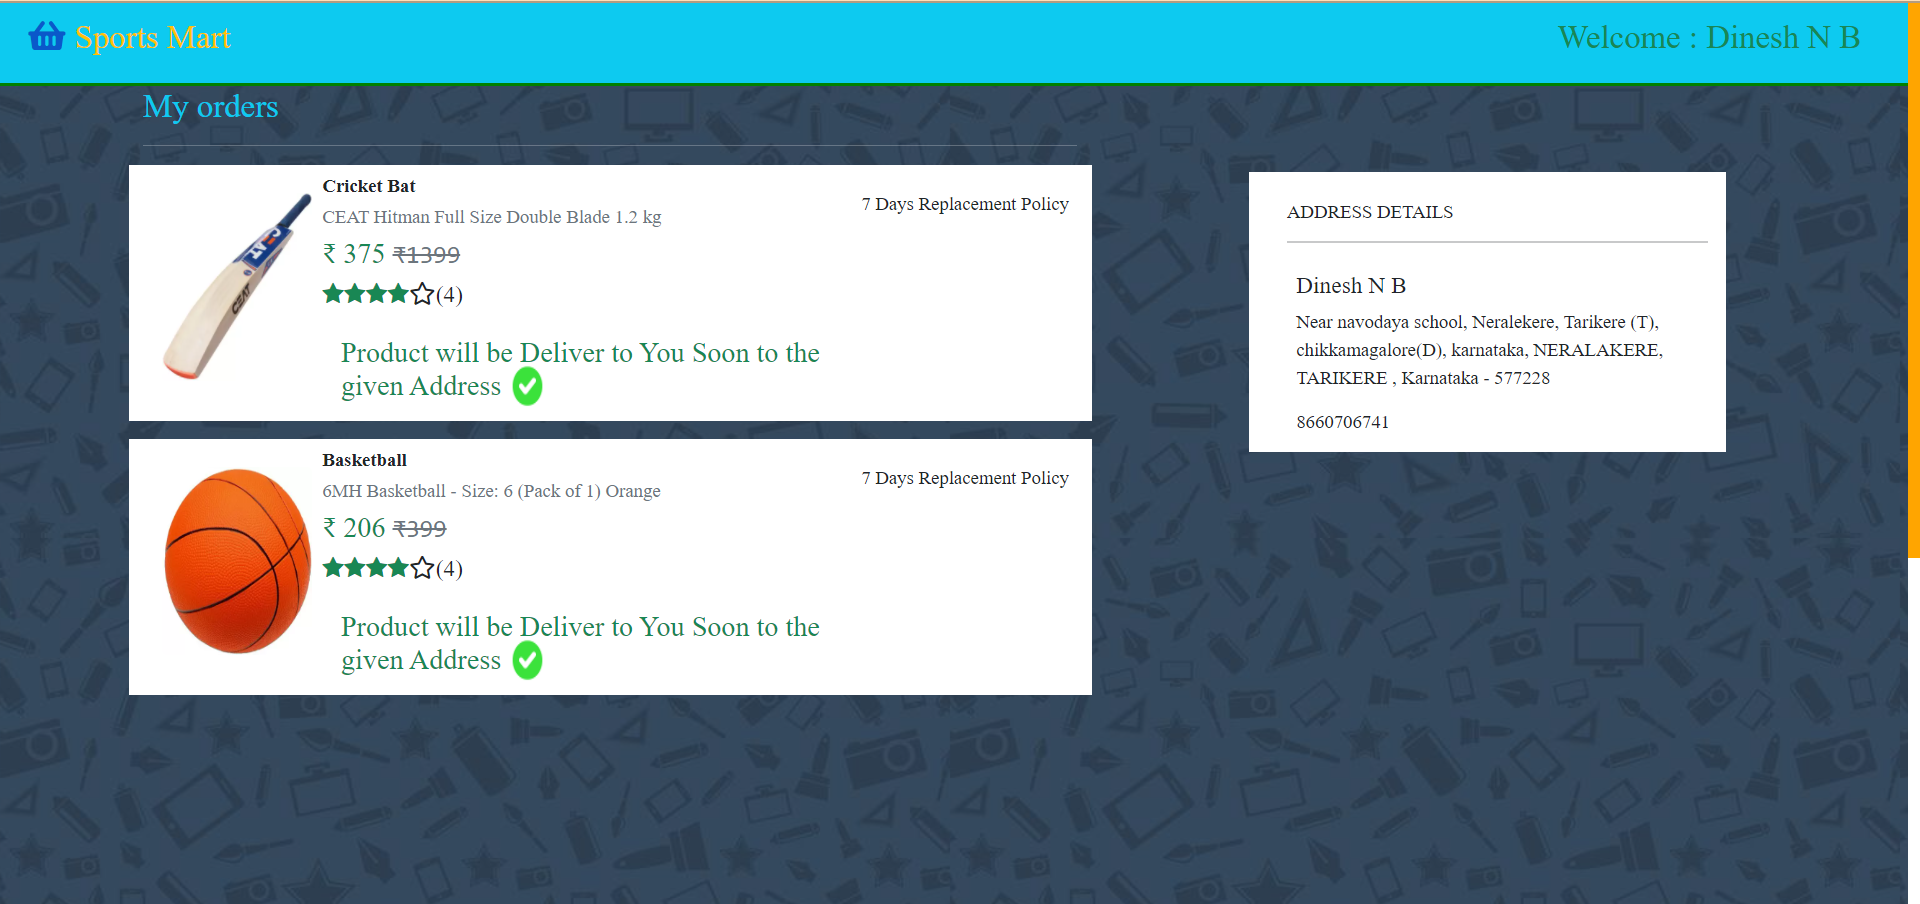 Sports Mart
Welcome : Dinesh N B
My orders
Cricket Bat
CEAT Hitman Full Size Double Blade 1.2 kg
7 Days Replacement Policy
₹ 375 ₹1399
(4)
Product will be Deliver to You Soon to the
given Address
CEAT
CEAT
Basketball
6MH Basketball - Size: 6 (Pack of 1) Orange
7 Days Replacement Policy
₹ 206 ₹399
(4)
Product will be Deliver to You Soon to the
given Address
ADDRESS DETAILS
Dinesh N B
Near navodaya school, Neralekere, Tarikere (T),
chikkamagalore(D), karnataka, NERALAKERE,
TARIKERE , Karnataka - 577228
8660706741